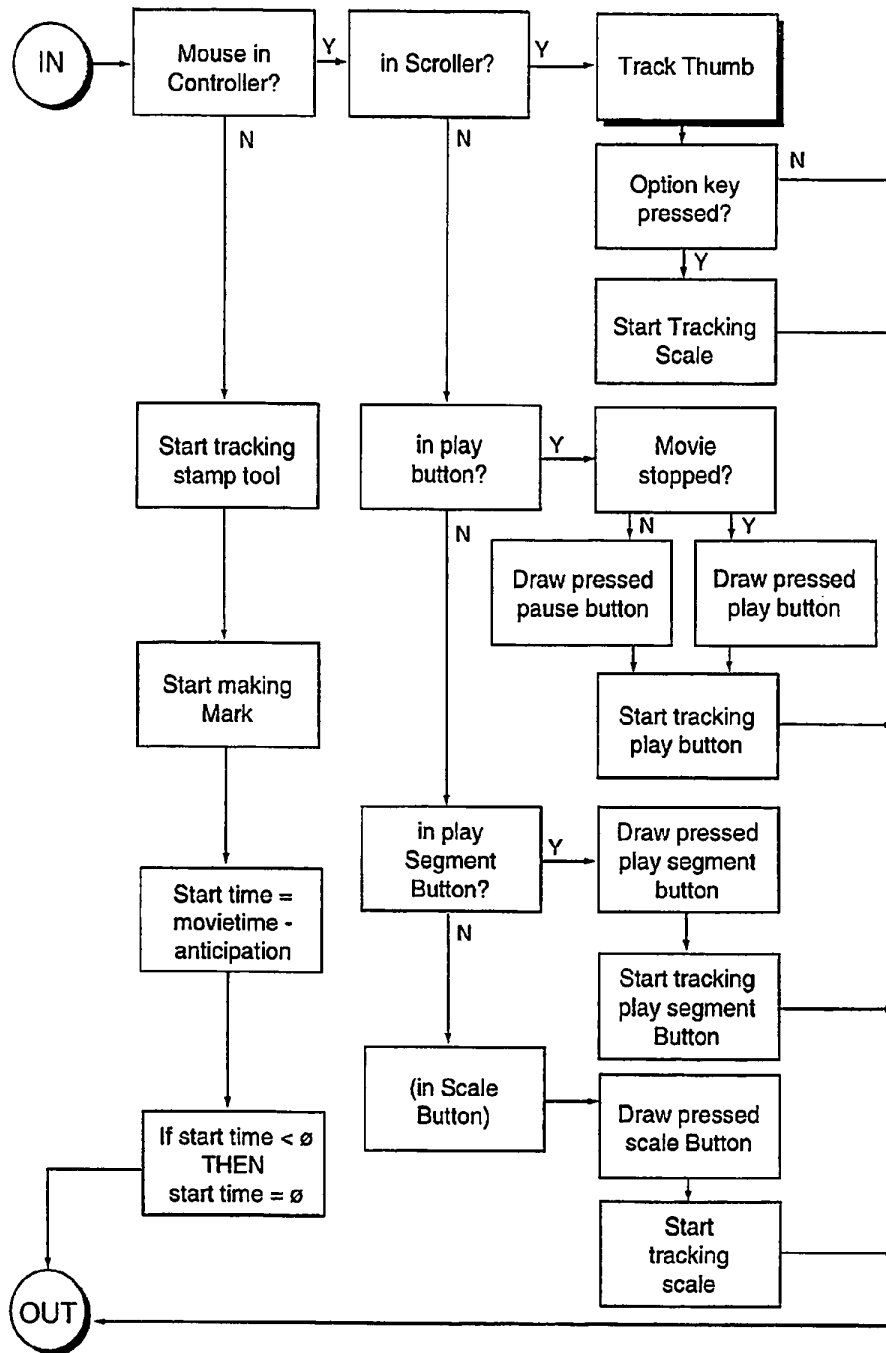 IN
Mouse in
Controller?
Y
in Scroller?
Y
Track Thumb
N
N
Option key
pressed?
N
Y
Start Tracking
Scale
Start tracking
stamp tool
in play
button?
Y
Movie
stopped?
N
N
Y
Draw pressed
pause button
Draw pressed
play button
Start making
Mark
Start tracking
play button
in play
Segment
Button?
Y
Draw pressed
play segment
button
Start time =
movietime -
anticipation
N
Start tracking
play segment
Button
(in Scale
Button)
Draw pressed
scale Button
If start time < ø
THEN
start time = ø
Start
tracking
scale
OUT